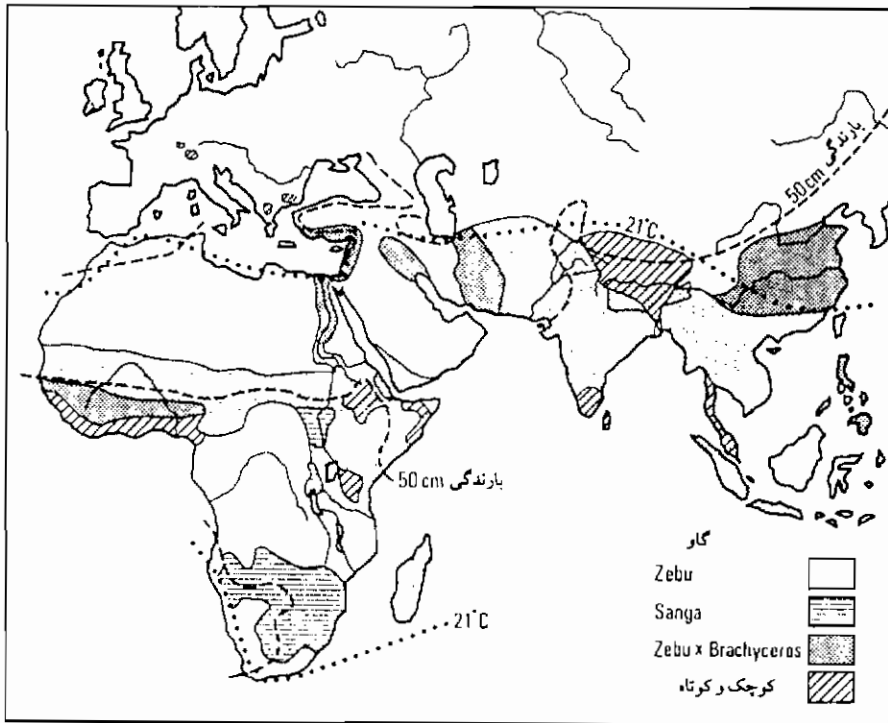 بارندگی 50 cm
21°C
بارندگی 50 cm
21°C
گاو
Zebu
Sanga
Zebu x Brachyceros
کوچک و کوتاه